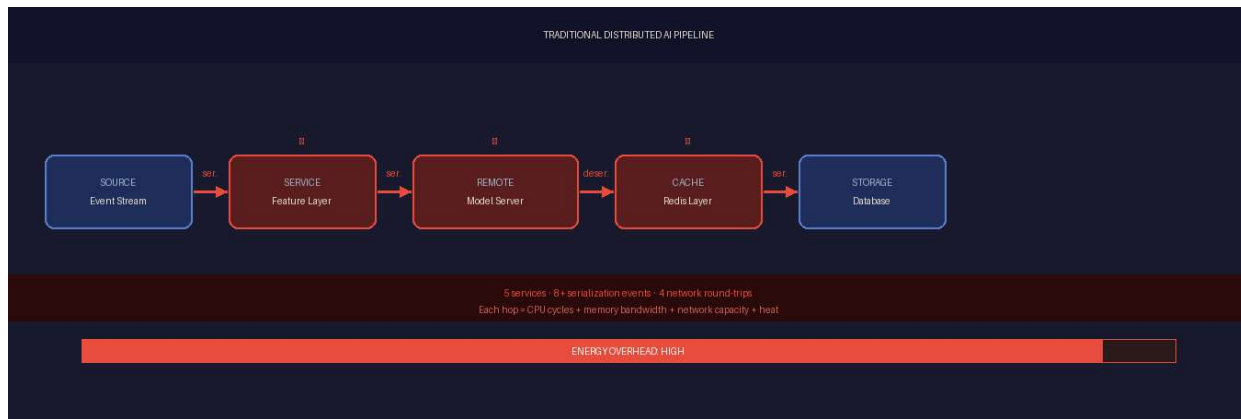 TRADITIONAL DISTRIBUTED AI PIPELINE
SOURCE
Event Stream
ser.
SERVICE
Feature Layer
ser.
REMOTE
Model Server
deser.
CACHE
Redis Layer
ser.
STORAGE
Database
5 services · 8+ serialization events · 4 network round-trips
Each hop = CPU cycles + memory bandwidth + network capacity + heat
ENERGY OVERHEAD: HIGH